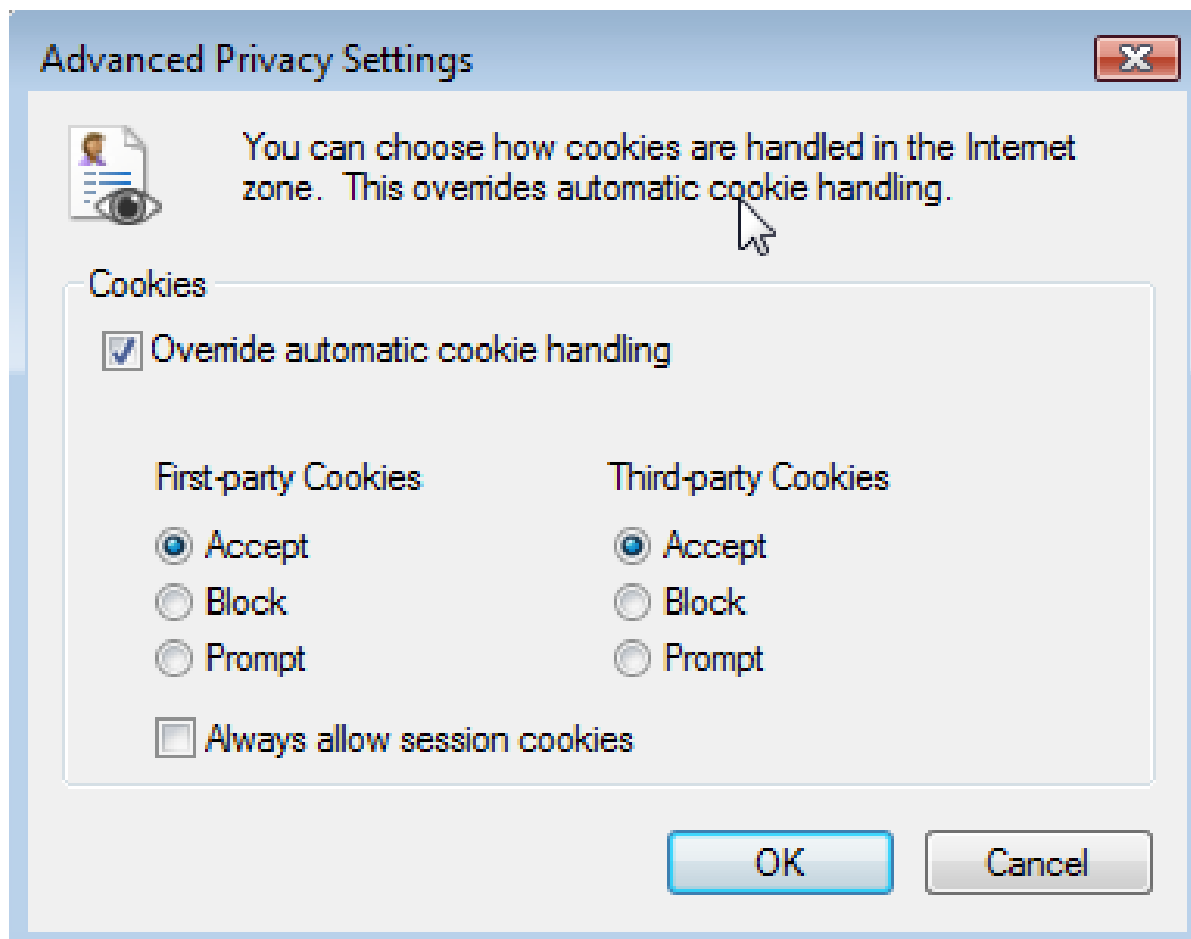 Advanced Privacy Settings
You can choose how cookies are handled in the Internet
zone.  This overrides automatic cookie handling.
Cookies
Override automatic cookie handling
First-party Cookies
Third-party Cookies
Accept
Accept
Block
Block
Prompt
Prompt
Always allow session cookies
OK
Cancel